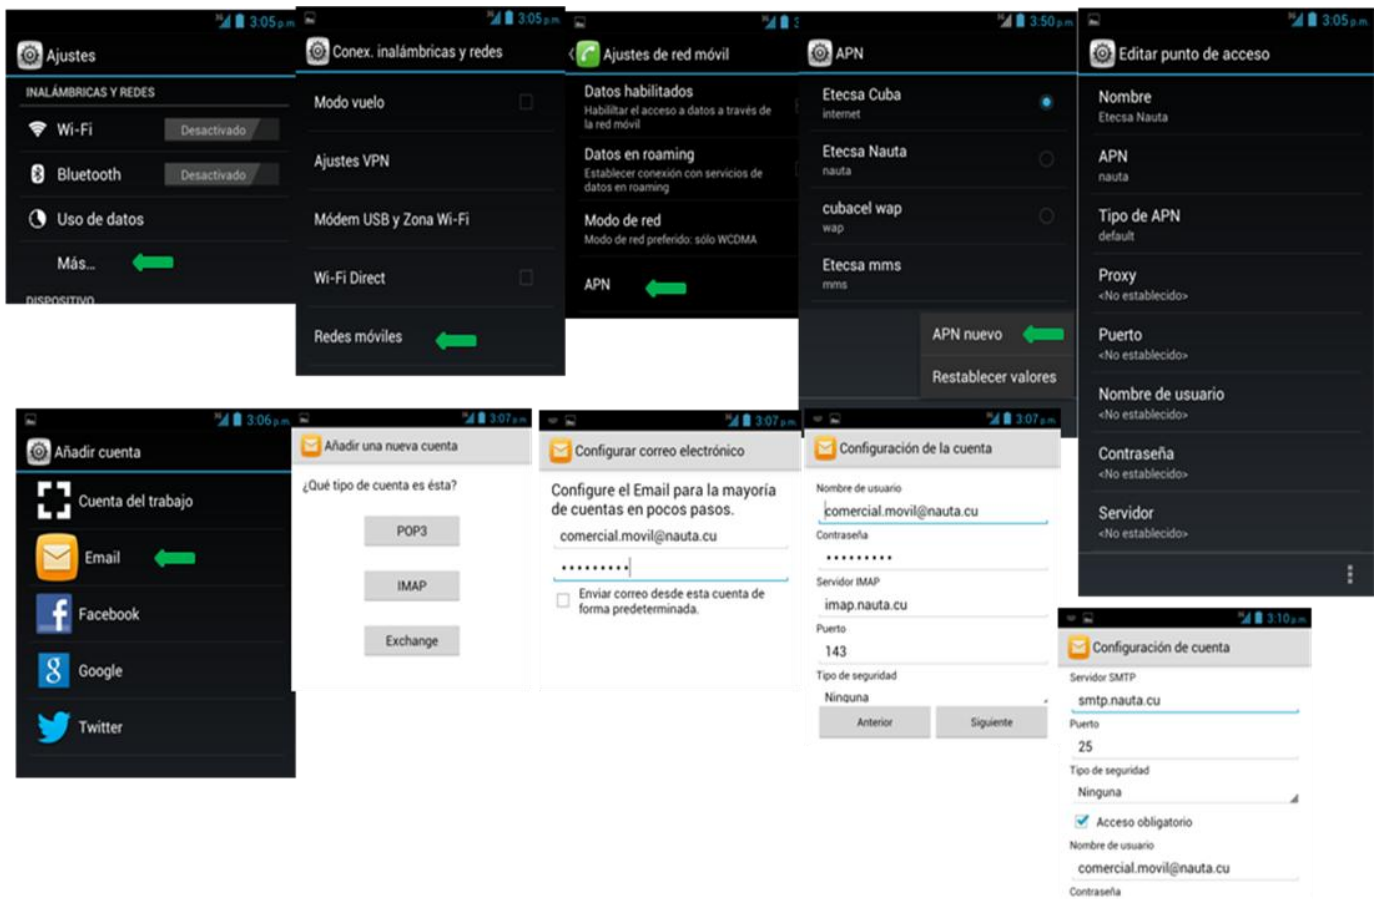 3:05 p.m.
Ajustes
INALÁMBRICAS Y REDES
Wi-Fi
Desactivado
Bluetooth
Desactivado
Uso de datos
Más...
DISPOSITIVO
3:05 p.m.
Conex. inalámbricas y redes
Modo vuelo
Ajustes VPN
Módem USB y Zona Wi-Fi
Wi-Fi Direct
Redes móviles
Ajustes de red móvil
Datos habilitados
Habililtar el acceso a datos a través de
la red móvil
Datos en roaming
Establecer conexión con servicios de
datos en roaming
Modo de red
Modo de red preferido: sólo WCDMA
APN
3:50 p.m.
APN
Etecsa Cuba
internet
Etecsa Nauta
nauta
cubacel wap
wap
Etecsa mms
mms
APN nuevo
Restablecer valores
3:05 p.m.
Editar punto de acceso
Nombre
Etecsa Nauta
APN
nauta
Tipo de APN
default
Proxy
<No establecido>
Puerto
<No establecido>
Nombre de usuario
<No establecido>
Contraseña
<No establecido>
Servidor
<No establecido>
3:06 p.m.
Añadir cuenta
Cuenta del trabajo
Email
Facebook
Google
Twitter
3:07 p.m.
Añadir una nueva cuenta
¿Qué tipo de cuenta es ésta?
POP3
IMAP
Exchange
3:07 p.m.
Configurar correo electrónico
Configure el Email para la mayoría
de cuentas en pocos pasos.
comercial.movil@nauta.cu
Enviar correo desde esta cuenta de
forma predeterminada.
3:07 p.m.
Configuración de la cuenta
Nombre de usuario
comercial.movil@nauta.cu
Contraseña
Servidor IMAP
imap.nauta.cu
Puerto
143
Tipo de seguridad
Ninguna
Anterior
Siguiente
3:10 p.m.
Configuración de cuenta
Servidor SMTP
smtp.nauta.cu
Puerto
25
Tipo de seguridad
Ninguna
Acceso obligatorio
Nombre de usuario
comercial.movil@nauta.cu
Contraseña